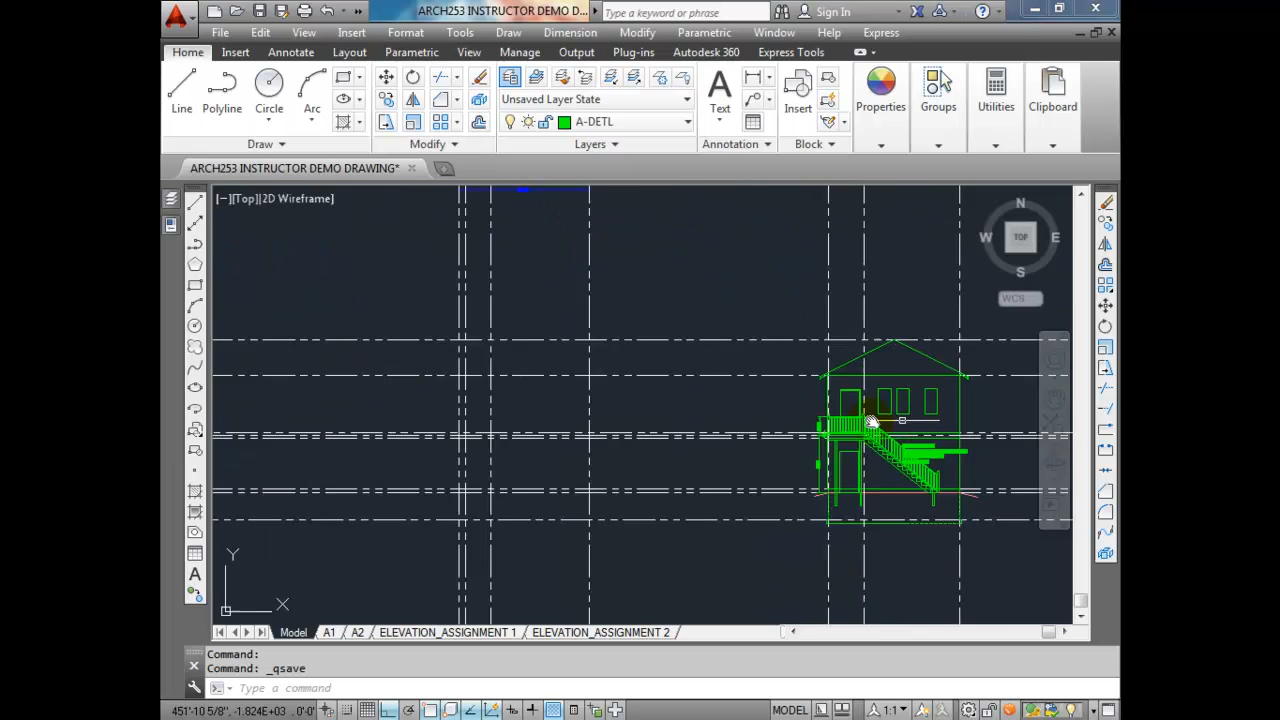 ARCH253 INSTRUCTOR DEMO D...
Type a keyword or phrase
Sign In
File Edit View Insert Format Tools Draw Dimension Modify Parametric Window Help Express
Home Insert Annotate Layout Parametric View Manage Output Plug-ins Autodesk 360 Express Tools
Unsaved Layer State
Line Polyline Circle Arc Text Insert Properties Groups Utilities Clipboard
A-DETL
Draw Modify Layers Annotation Block
ARCH253 INSTRUCTOR DEMO DRAWING*
[−][Top][2D Wireframe]
N
W TOP E
S
WCS
Y
X
Model A1 A2 ELEVATION_ASSIGNMENT 1 ELEVATION_ASSIGNMENT 2
Command:
Command: _qsave
Type a command
451'-10 5/8", -1.824E+03 , 0'-0" MODEL 1:1